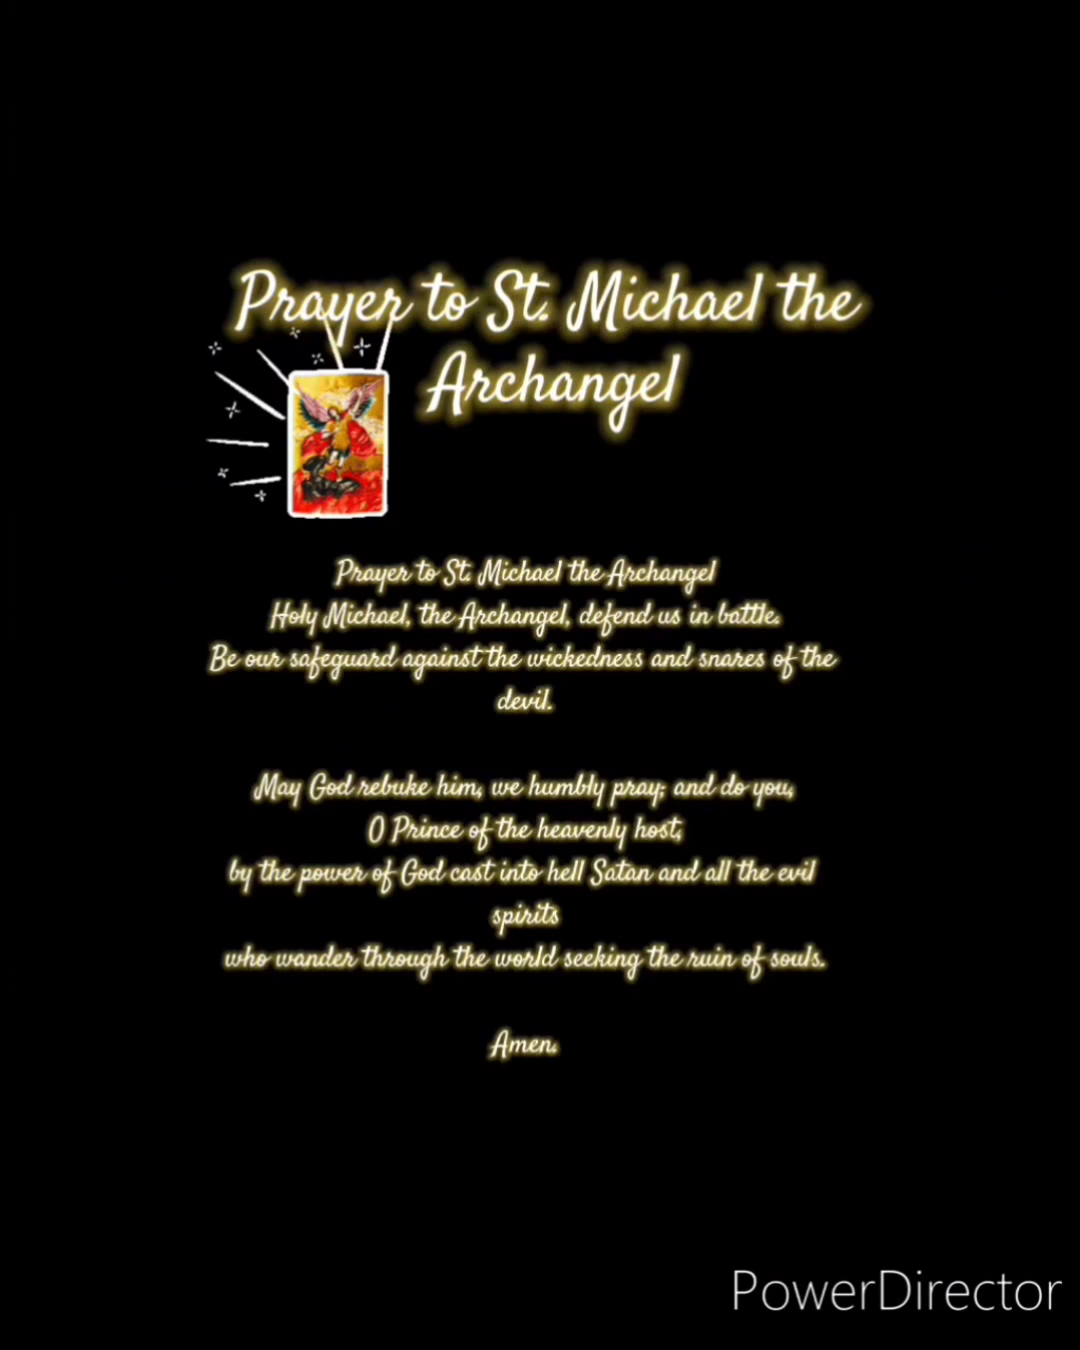 Prayer to St. Michael the
Archangel
Prayer to St. Michael the Archangel
Holy Michael, the Archangel, defend us in battle.
Be our safeguard against the wickedness and snares of the
devil.
May God rebuke him, we humbly pray; and do you,
O Prince of the heavenly host,
by the power of God cast into hell Satan and all the evil
spirits
who wander through the world seeking the ruin of souls.
Amen.
PowerDirector